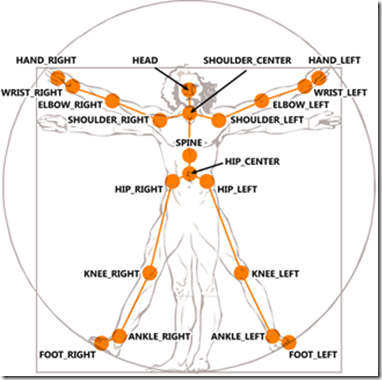 HAND_RIGHT
HEAD
SHOULDER_CENTER
HAND_LEFT
WRIST_RIGHT
WRIST_LEFT
ELBOW_RIGHT
ELBOW_LEFT
SHOULDER_RIGHT
SHOULDER_LEFT
SPINE
HIP_CENTER
HIP_RIGHT
HIP_LEFT
KNEE_RIGHT
KNEE_LEFT
ANKLE_RIGHT
ANKLE_LEFT
FOOT_RIGHT
FOOT_LEFT